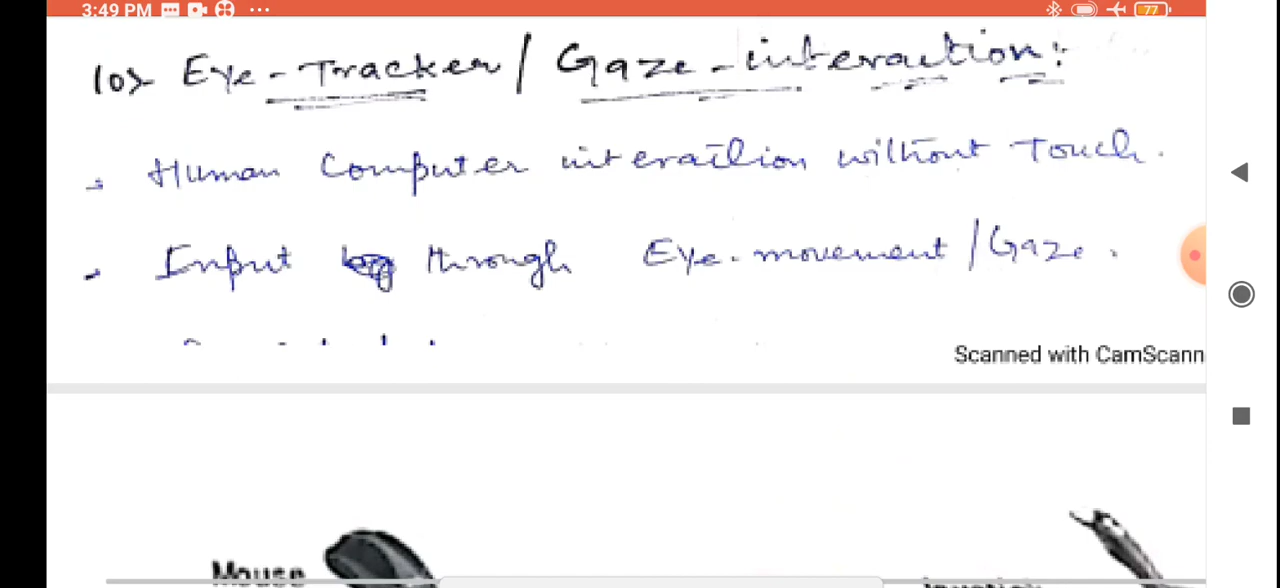 3:49 PM
77
10> Eye-Tracker / Gaze-interaction:
Human Computer interaction without Touch.
- Input through Eye-movement / Gaze.
Scanned with CamScann
Mouse